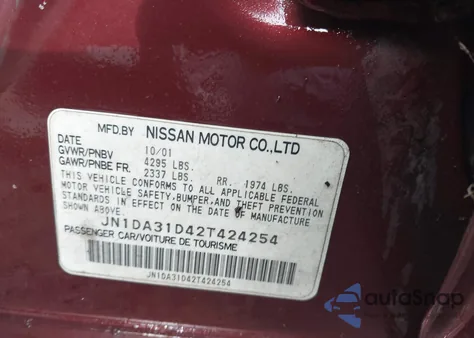 MFD.BY NISSAN MOTOR CO.,LTD
DATE 10/01
GVWR/PNBV 4295 LBS.
GAWR/PNBE FR. 2337 LBS. RR. 1974 LBS.
THIS VEHICLE CONFORMS TO ALL APPLICABLE FEDERAL
MOTOR VEHICLE SAFETY,BUMPER,AND THEFT PREVENTION
STANDARDS IN EFFECT ON THE DATE OF MANUFACTURE
SHOWN ABOVE.
JN1DA31D42T424254
PASSENGER CAR/VOITURE DE TOURISME
JN1DA31D42T424254
autoSnap